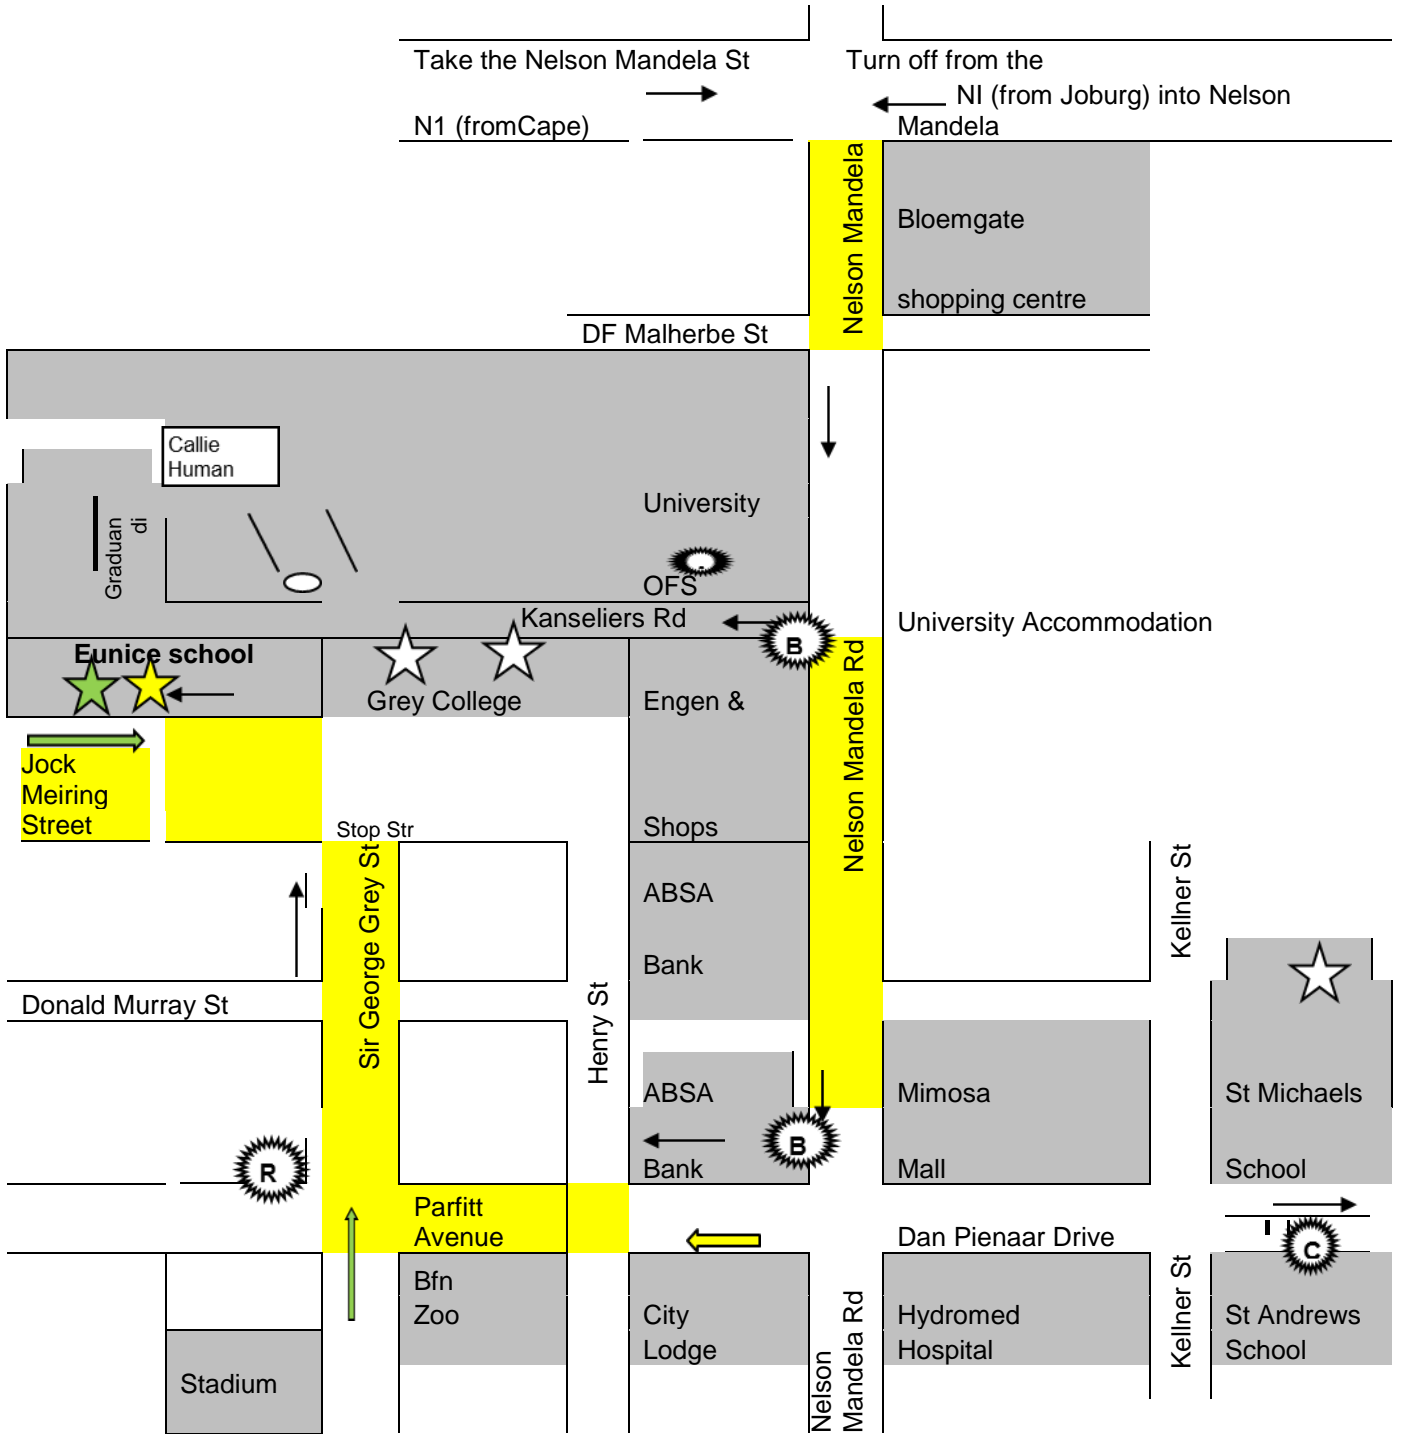 Take the Nelson Mandela St
Turn off from the
NI (from Joburg) into Nelson
N1 (fromCape)
Mandela
Nelson Mandela
Bloemgate
shopping centre
DF Malherbe St
Callie
Human
University
Graduan
di
OFS
Kanseliers Rd
B
University Accommodation
Eunice school
Grey College
Engen &
Nelson Mandela Rd
Jock
Meiring
Street
Stop Str
Shops
Sir George Grey St
ABSA
Kellner St
Bank
Donald Murray St
Henry St
ABSA
Mimosa
St Michaels
B
R
Bank
Mall
School
Parfitt
Avenue
Dan Pienaar Drive
C
Bfn
Zoo
City
Lodge
Nelson
Mandela Rd
Hydromed
Hospital
Kellner St
St Andrews
School
Stadium